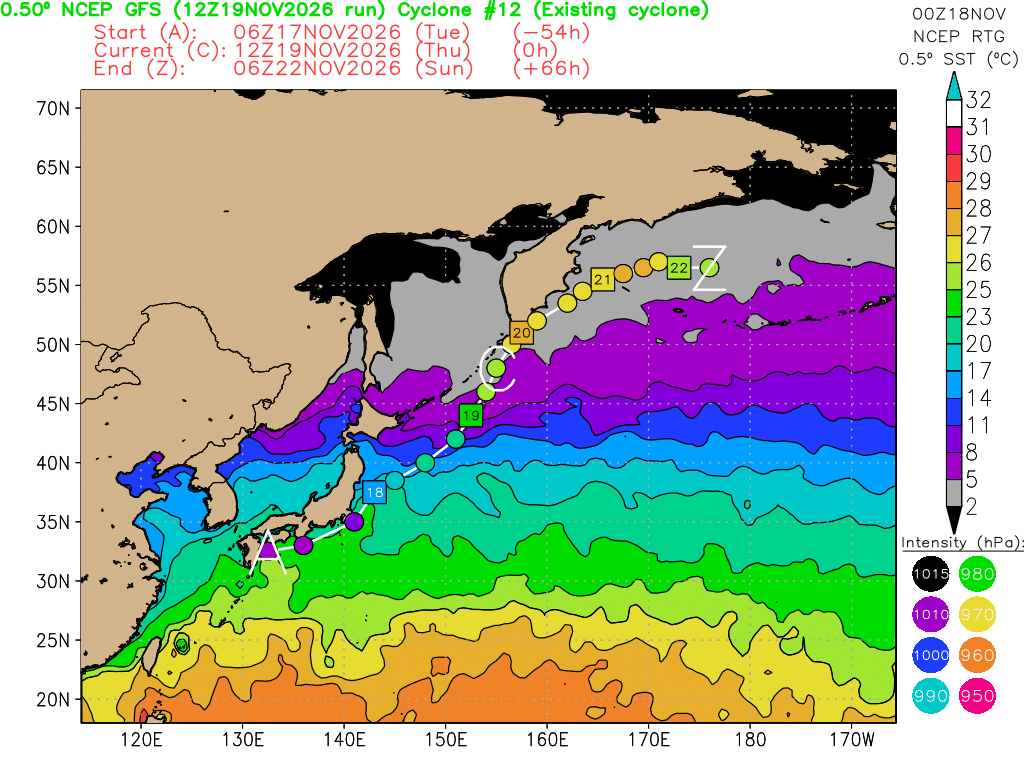 0.50º NCEP GFS (12Z19NOV2026 run) Cyclone #12 (Existing cyclone)
Start (A): 06Z17NOV2026 (Tue) (−54h)
Current (C): 12Z19NOV2026 (Thu) (0h)
End (Z): 06Z22NOV2026 (Sun) (+66h)
00Z18NOV
NCEP RTG
0.5º SST (ºC)
70N
65N
60N
55N
50N
45N
40N
35N
30N
25N
20N
120E
130E
140E
150E
160E
170E
180
170W
A
18
19
C
20
21
22
Z
32
31
30
29
28
27
26
25
23
20
17
14
11
8
5
2
Intensity (hPa):
1015 980
1010 970
1000 960
990 950